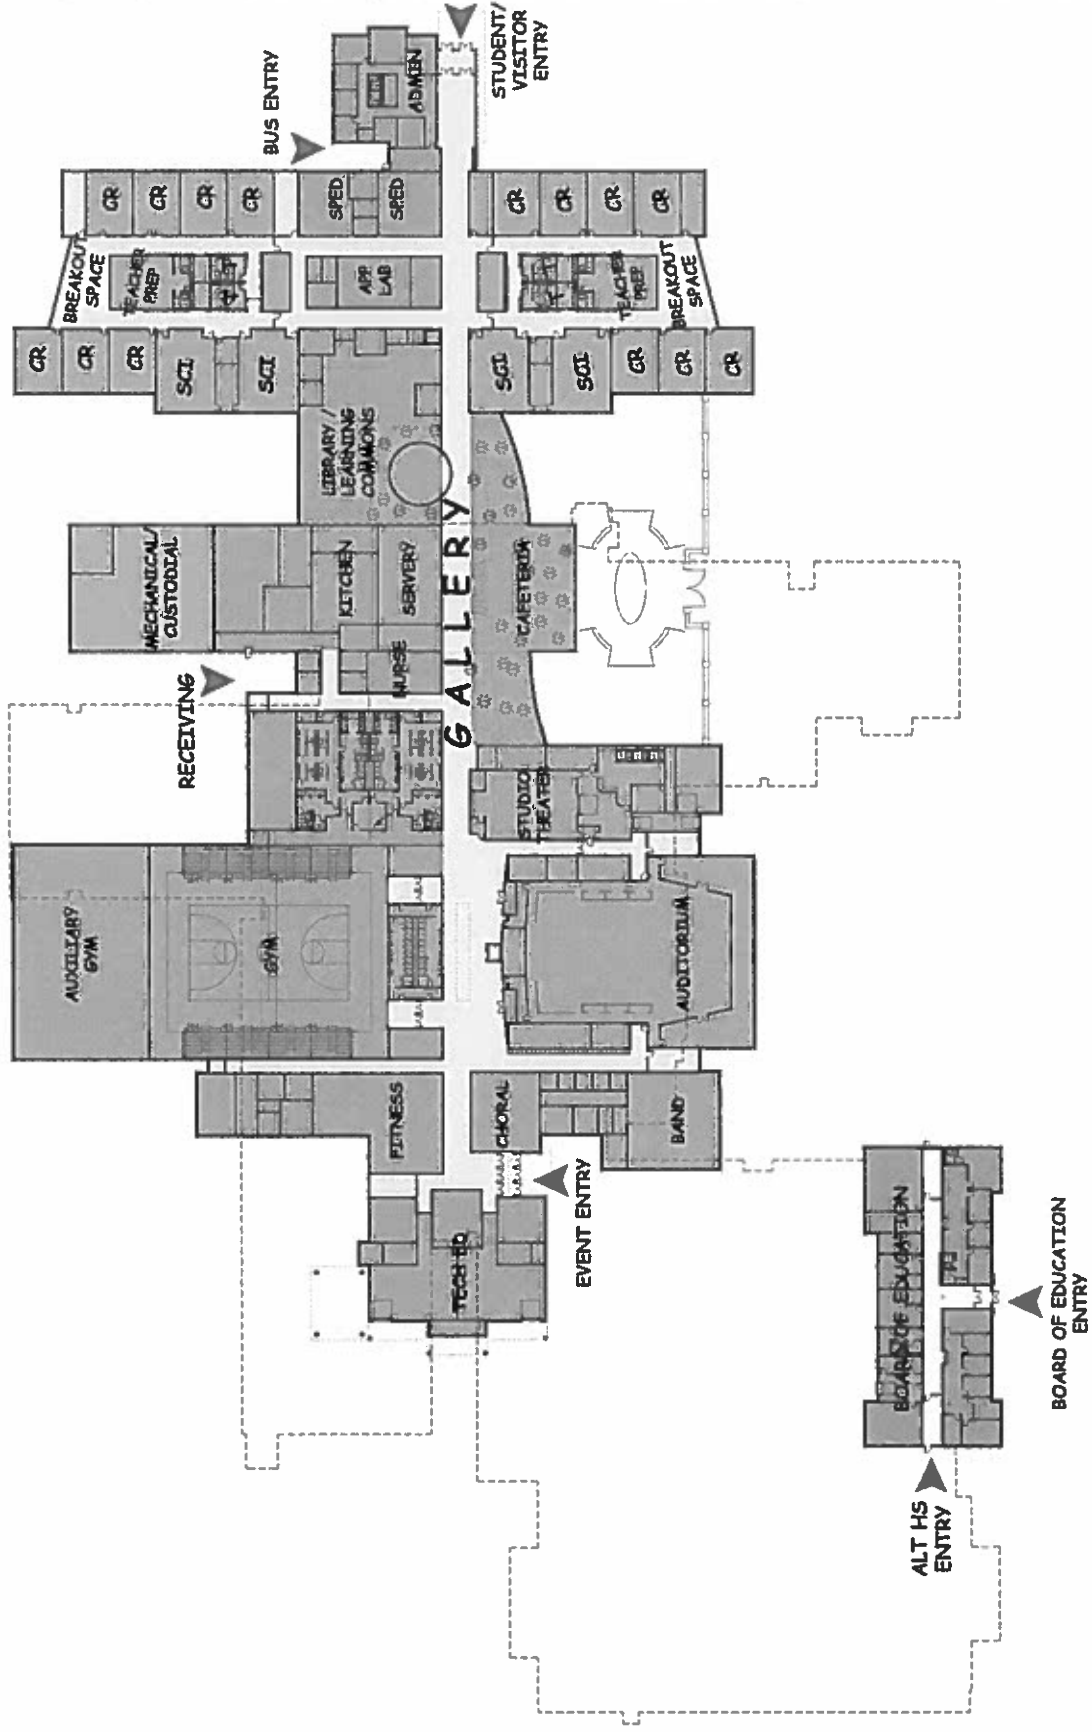 STUDENT/
VISITOR
ENTRY
BUS ENTRY
ADMIN
CR
CR
CR
CR
SPED
SPED
CR
CR
CR
CR
BREAKOUT
SPACE
TEACHER
PREP
APP
LAB
TEACHER
PREP
BREAKOUT
SPACE
CR
CR
CR
SCI
SCI
SCI
SCI
CR
CR
CR
LIBRARY /
LEARNING
COMMONS
MECHANICAL/
CUSTODIAL
KITCHEN
SERVERY
GALLERY
CAFETERIA
NURSE
RECEIVING
STUDIO
THEATER
AUXILIARY
GYM
GYM
AUDITORIUM
FITNESS
CHORAL
BAND
EVENT ENTRY
TECH ED
BOARD OF EDUCATION
BOARD OF EDUCATION
ENTRY
ALT HS
ENTRY